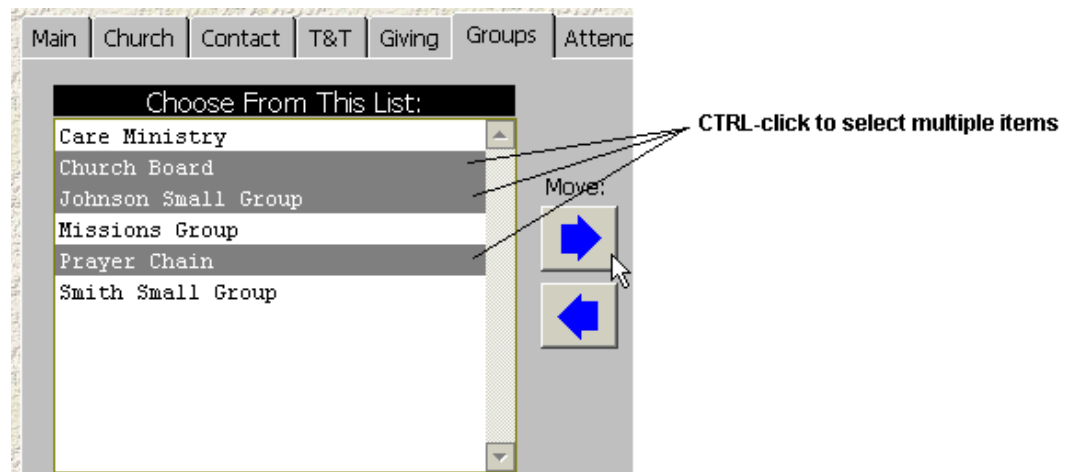 Main Church Contact T&T Giving Groups Attenc
Choose From This List:
Care Ministry
CTRL-click to select multiple items
Church Board
Johnson Small Group
Move:
Missions Group
Prayer Chain
Smith Small Group